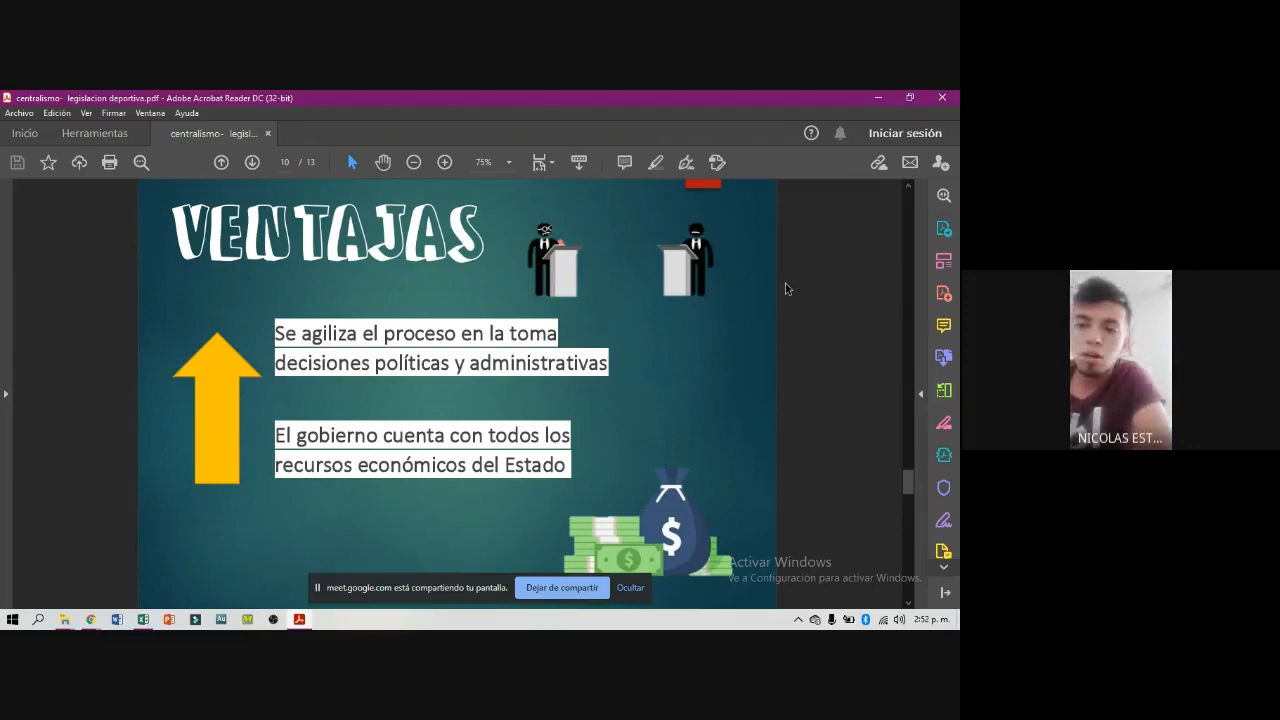 centralismo- legislacion deportiva.pdf - Adobe Acrobat Reader DC (32-bit)
Archivo Edición Ver Firmar Ventana Ayuda
Inicio Herramientas centralismo- legisl... × Iniciar sesión
10 / 13 75%
VENTAJAS
Se agiliza el proceso en la toma
decisiones políticas y administrativas
El gobierno cuenta con todos los
recursos económicos del Estado
NICOLAS EST...
Activar Windows
Ve a Configuración para activar Windows.
meet.google.com está compartiendo tu pantalla. Dejar de compartir Ocultar
2:52 p. m.